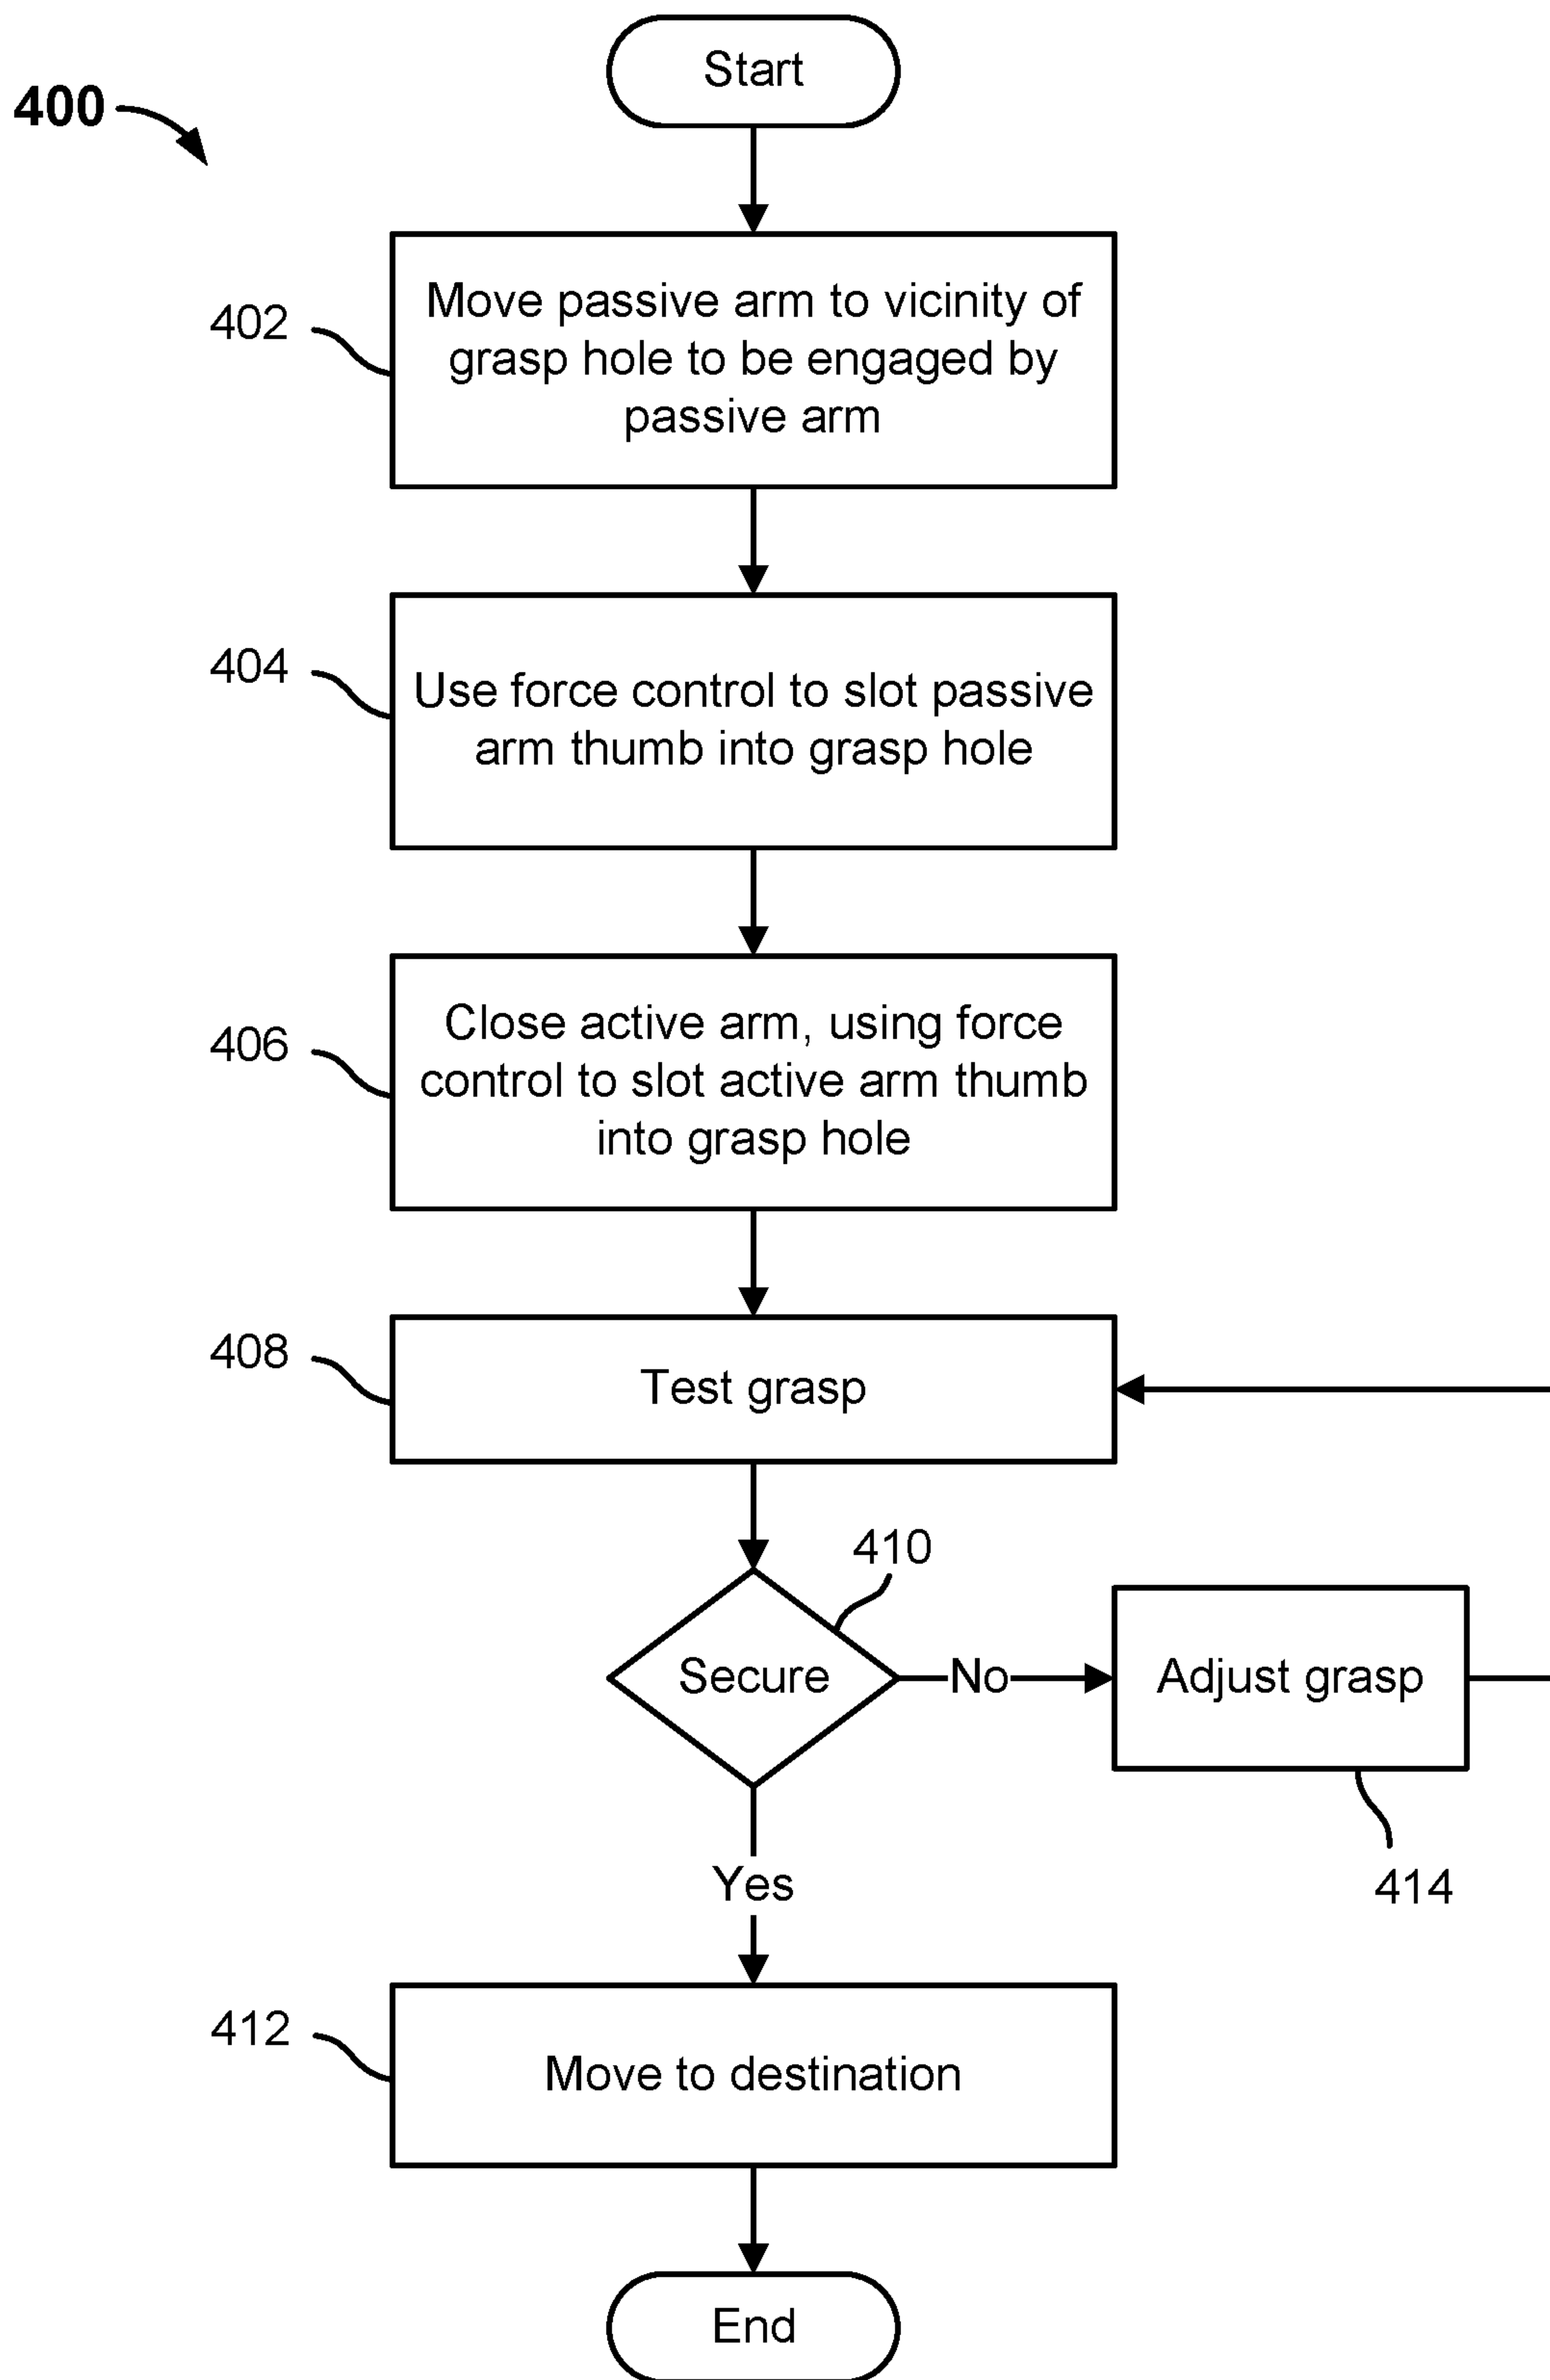 Start
400
Move passive arm to vicinity of
grasp hole to be engaged by
passive arm
402
Use force control to slot passive
arm thumb into grasp hole
404
Close active arm, using force
control to slot active arm thumb
into grasp hole
406
Test grasp
408
410
Secure
No
Adjust grasp
414
Yes
412
Move to destination
End